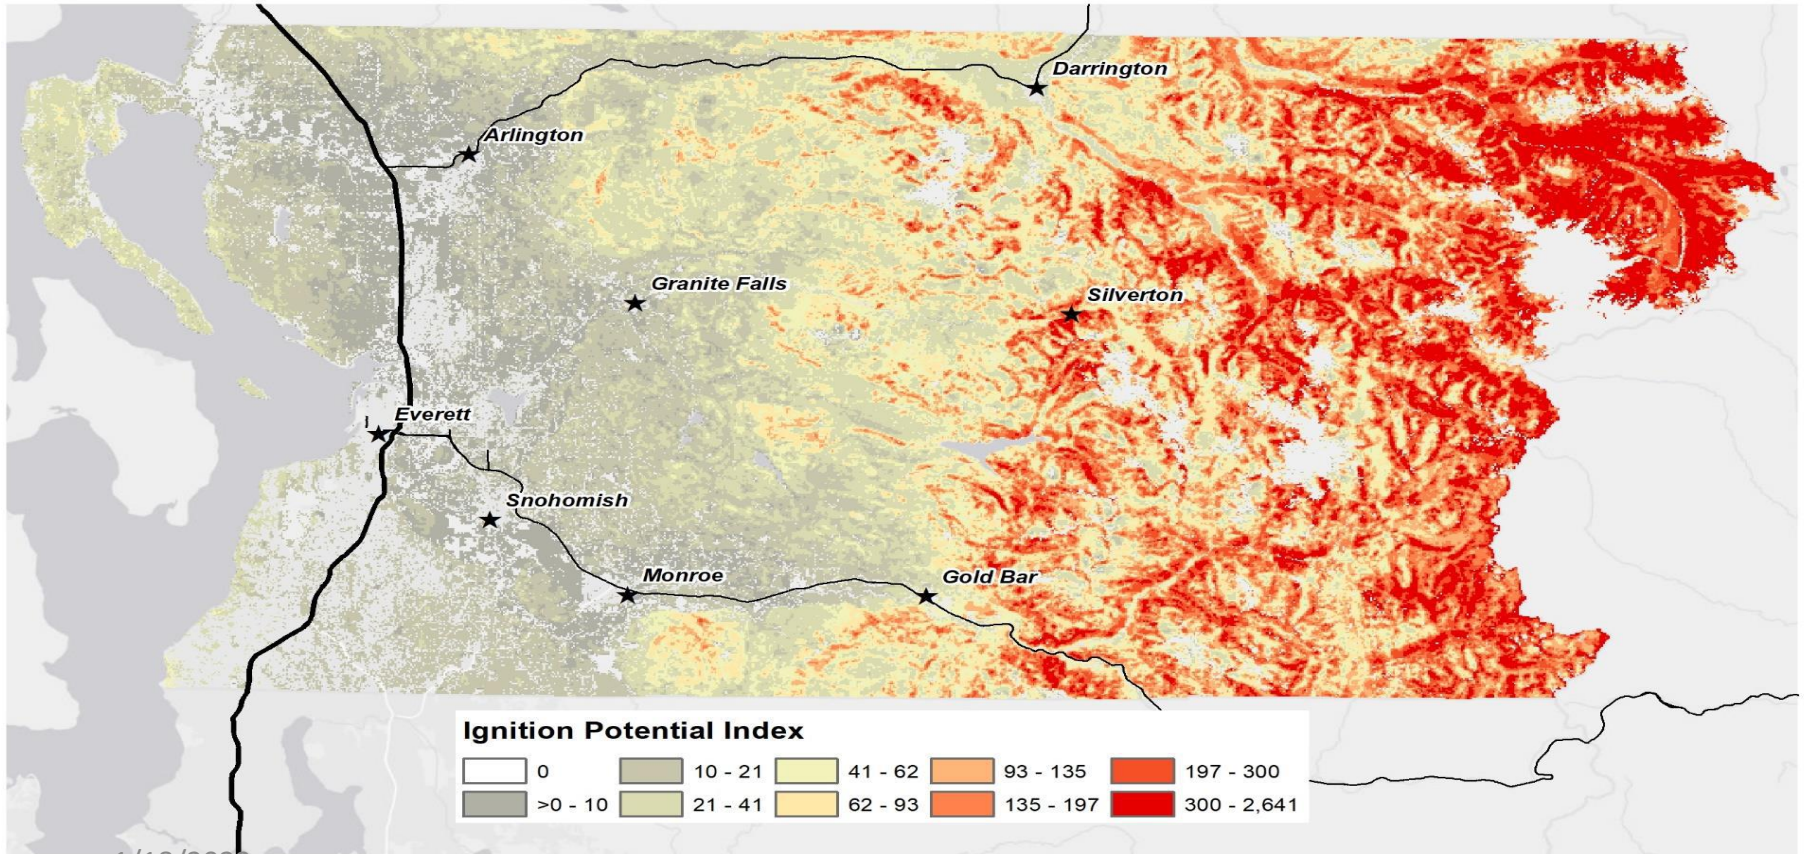 Darrington
Arlington
Granite Falls
Silverton
Everett
Snohomish
Monroe
Gold Bar
Ignition Potential Index
0
10 - 21
41 - 62
93 - 135
197 - 300
>0 - 10
21 - 41
62 - 93
135 - 197
300 - 2,641